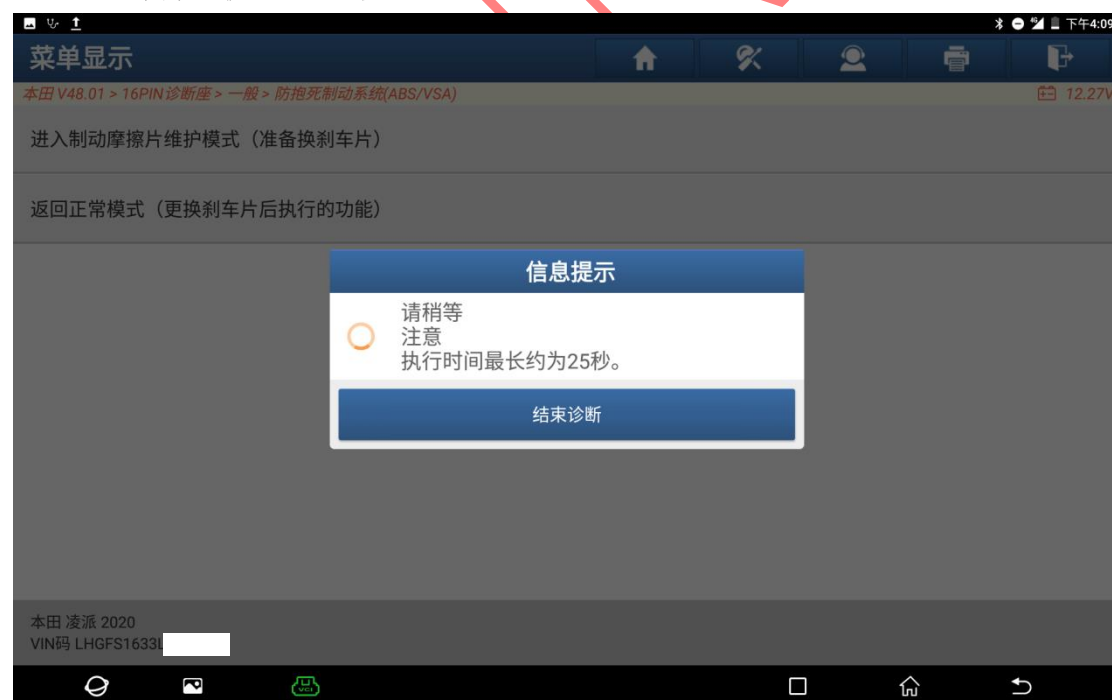 下午4:09
菜单显示
本田 V48.01 > 16PIN诊断座 > 一般 > 防抱死制动系统(ABS/VSA)
12.27V
进入制动摩擦片维护模式（准备换刹车片）
返回正常模式（更换刹车片后执行的功能）
信息提示
请稍等
注意
执行时间最长约为25秒。
结束诊断
本田 凌派 2020
VIN码 LHGFS1633L
VCI